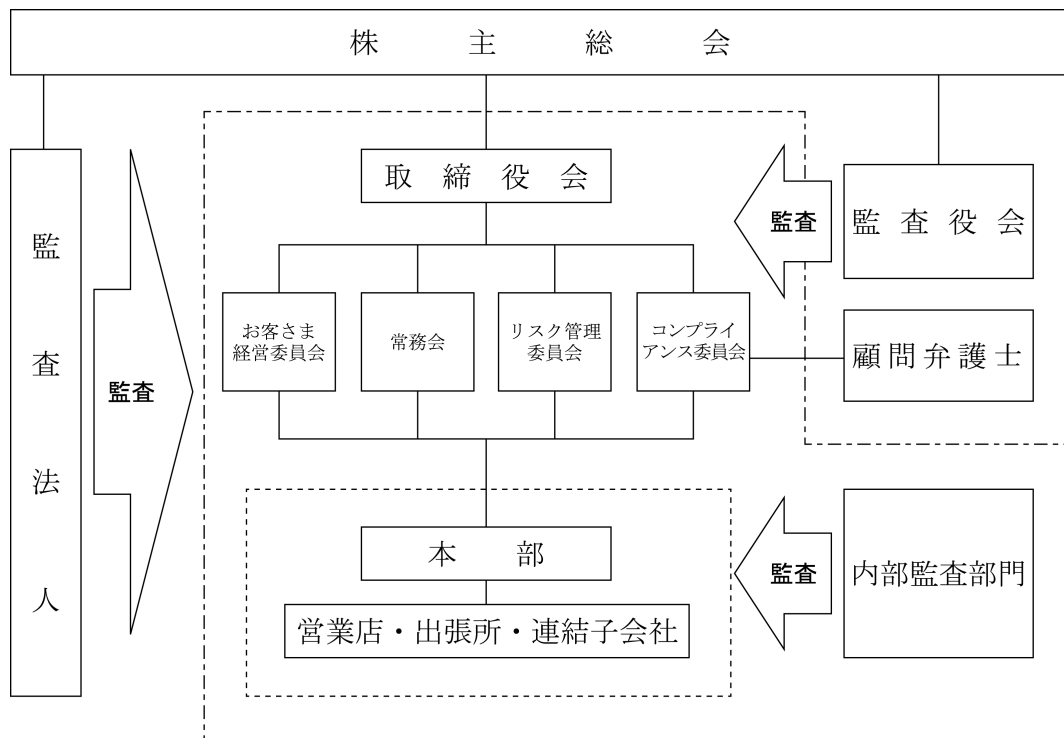 株主総会
監査法人
監査
取締役会
監査
監査役会
お客さま
経営委員会
常務会
リスク管理
委員会
コンプライ
アンス委員会
顧問弁護士
本部
営業店・出張所・連結子会社
監査
内部監査部門